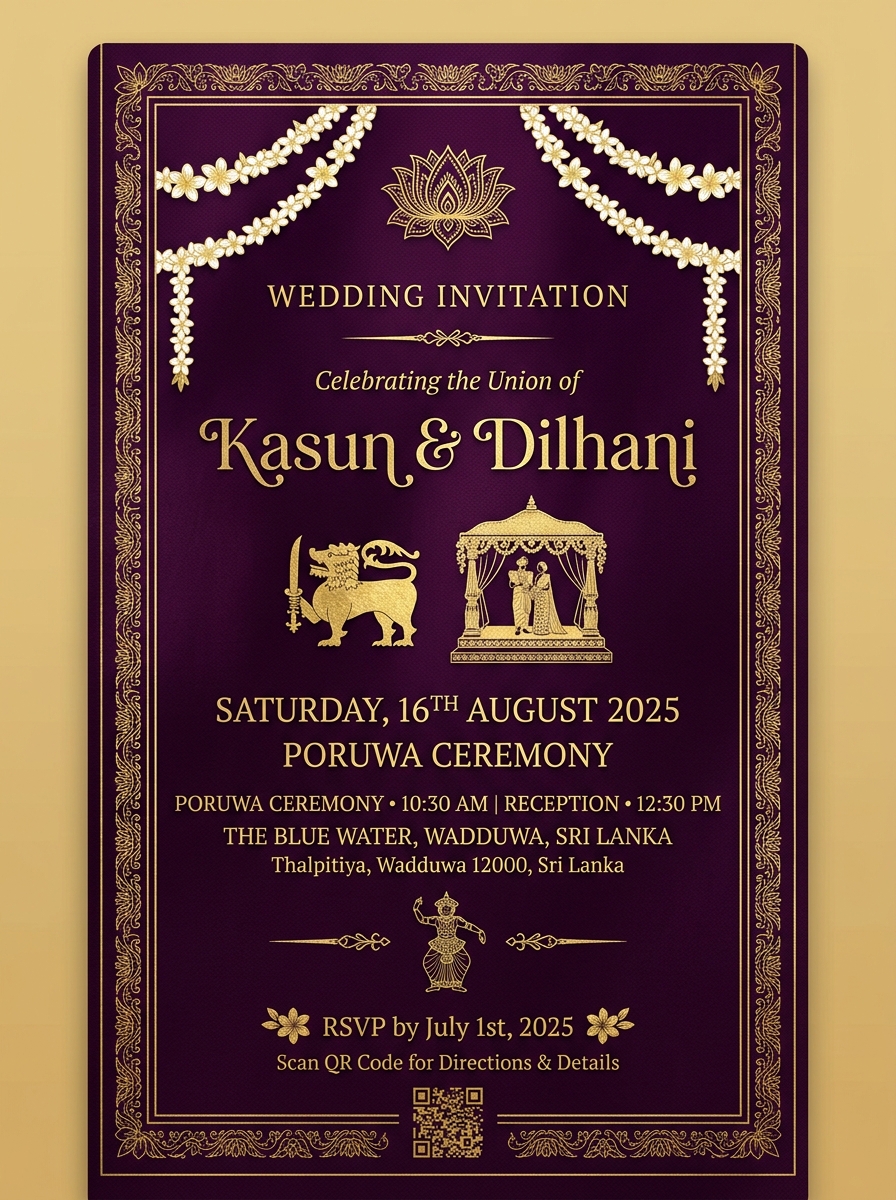 WEDDING INVITATION
Celebrating the Union of
Kasun & Dilhani
SATURDAY, 16TH AUGUST 2025
PORUWA CEREMONY
PORUWA CEREMONY • 10:30 AM | RECEPTION • 12:30 PM
THE BLUE WATER, WADDUWA, SRI LANKA
Thalpitiya, Wadduwa 12000, Sri Lanka
RSVP by July 1st, 2025
Scan QR Code for Directions & Details